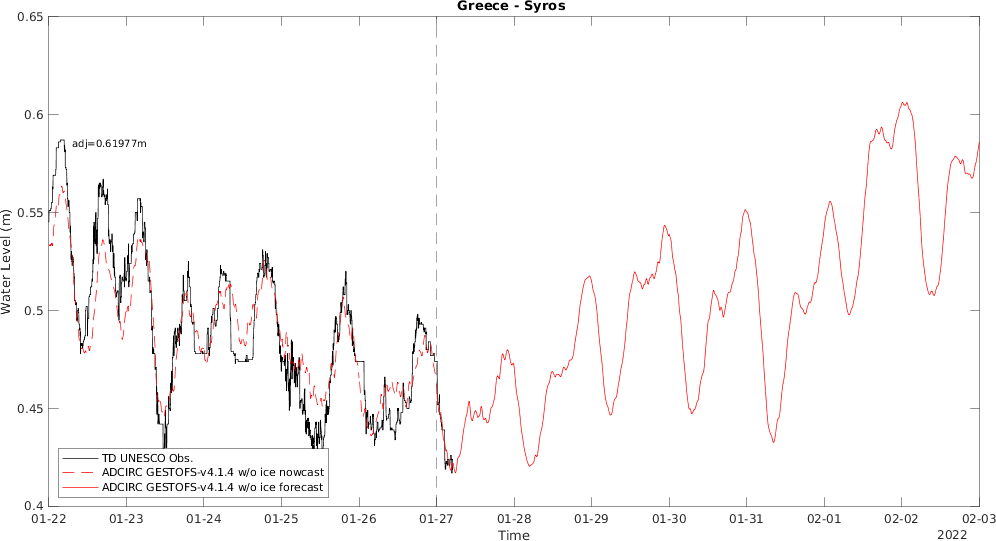 Greece - Syros
0.65
0.6
0.55
0.5
0.45
0.4
Water Level (m)
adj=0.61977m
TD UNESCO Obs.
ADCIRC GESTOFS-v4.1.4 w/o ice nowcast
ADCIRC GESTOFS-v4.1.4 w/o ice forecast
01-22 01-23 01-24 01-25 01-26 01-27 01-28 01-29 01-30 01-31 02-01 02-02 02-03
Time
2022